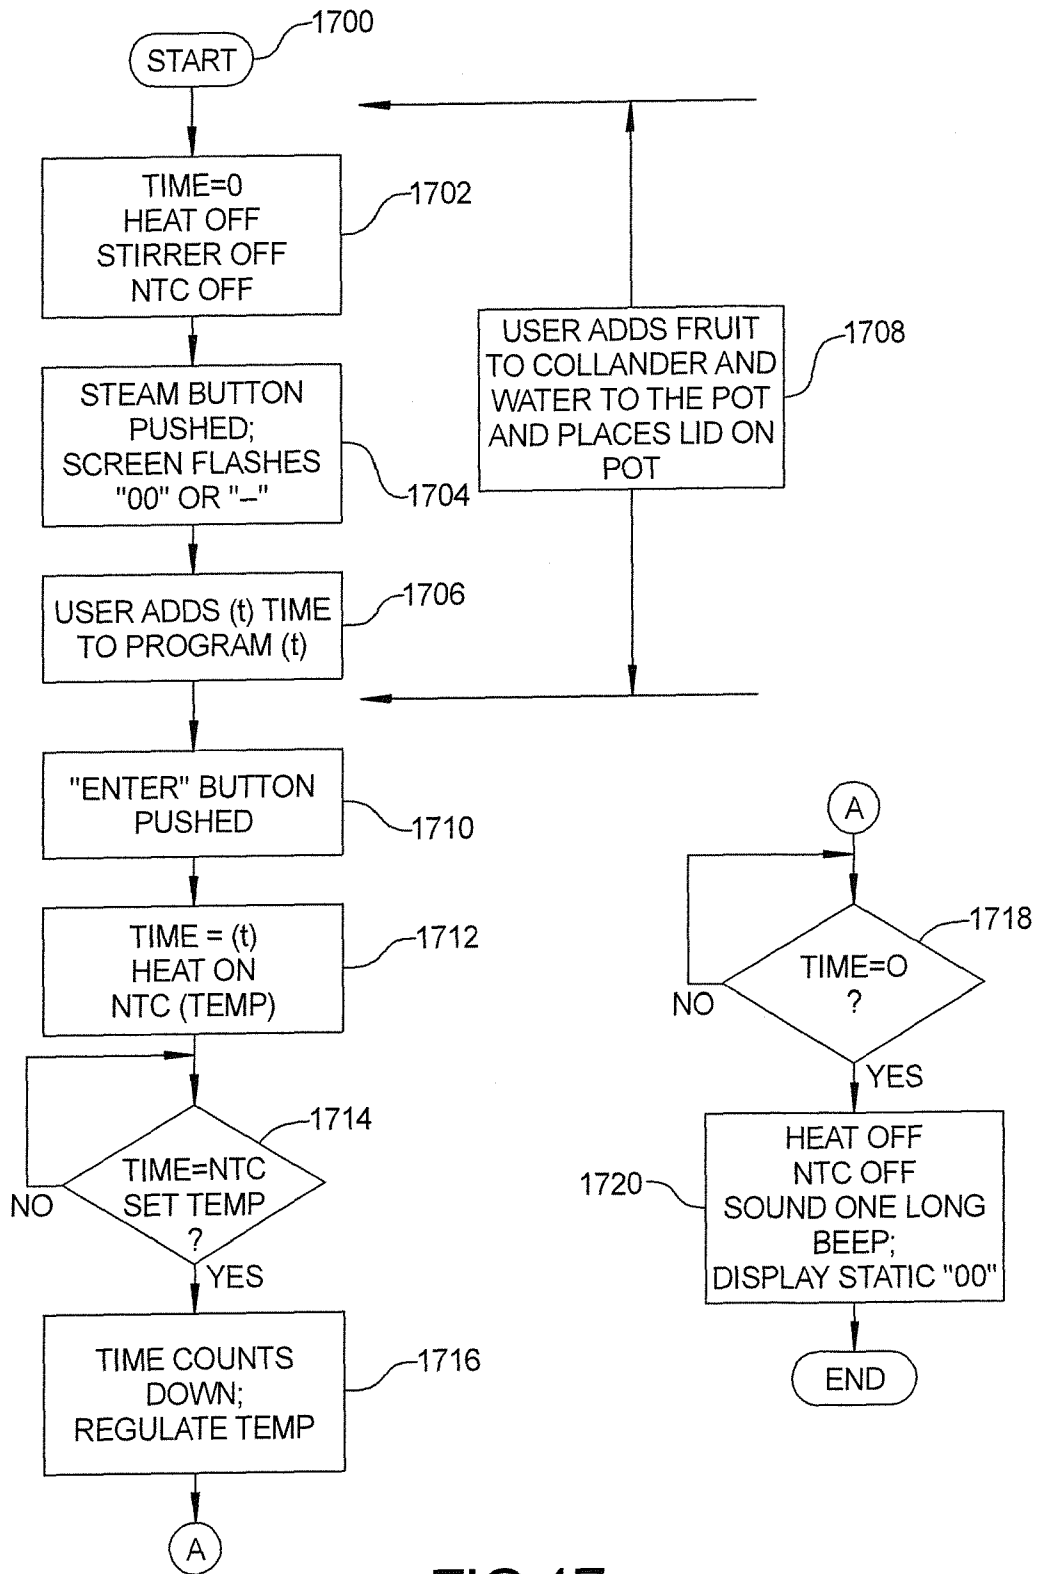 START
1700
TIME=0
HEAT OFF
STIRRER OFF
NTC OFF
1702
STEAM BUTTON
PUSHED;
SCREEN FLASHES
"00" OR "–"
1704
USER ADDS (t) TIME
TO PROGRAM (t)
1706
USER ADDS FRUIT
TO COLLANDER AND
WATER TO THE POT
AND PLACES LID ON
POT
1708
"ENTER" BUTTON
PUSHED
1710
TIME = (t)
HEAT ON
NTC (TEMP)
1712
TIME=NTC
SET TEMP
?
1714
NO
YES
TIME COUNTS
DOWN;
REGULATE TEMP
1716
A
A
TIME=O
?
1718
NO
YES
HEAT OFF
NTC OFF
SOUND ONE LONG
BEEP;
DISPLAY STATIC "00"
1720
END